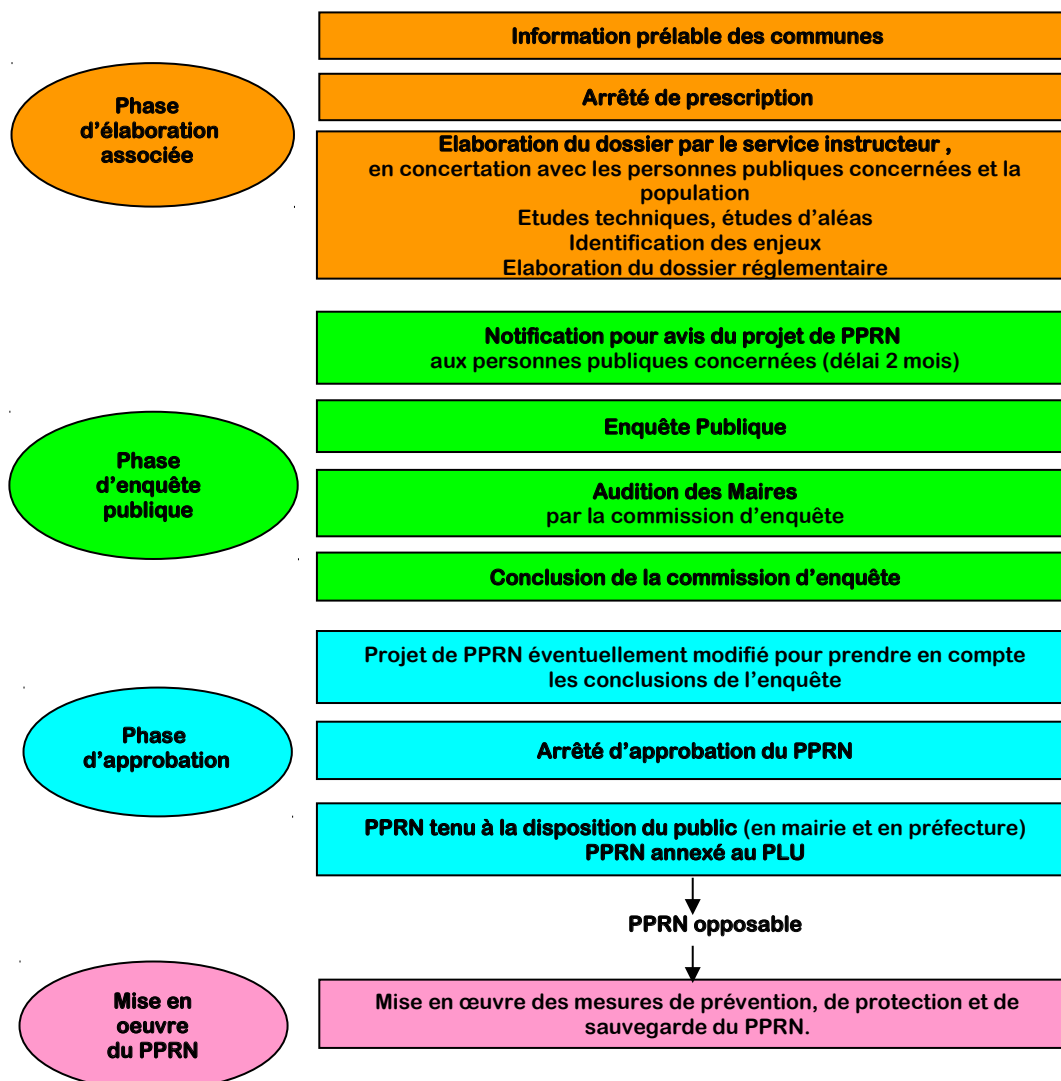 Phase
d'élaboration
associée
Information prélable des communes
Arrêté de prescription
Elaboration du dossier par le service instructeur ,
en concertation avec les personnes publiques concernées et la
population
Etudes techniques, études d'aléas
Identification des enjeux
Elaboration du dossier réglementaire
Phase
d'enquête
publique
Notification pour avis du projet de PPRN
aux personnes publiques concernées (délai 2 mois)
Enquête Publique
Audition des Maires
par la commission d'enquête
Conclusion de la commission d'enquête
Phase
d'approbation
Projet de PPRN éventuellement modifié pour prendre en compte
les conclusions de l'enquête
Arrêté d'approbation du PPRN
PPRN tenu à la disposition du public (en mairie et en préfecture)
PPRN annexé au PLU
PPRN opposable
Mise en
oeuvre
du PPRN
Mise en œuvre des mesures de prévention, de protection et de
sauvegarde du PPRN.